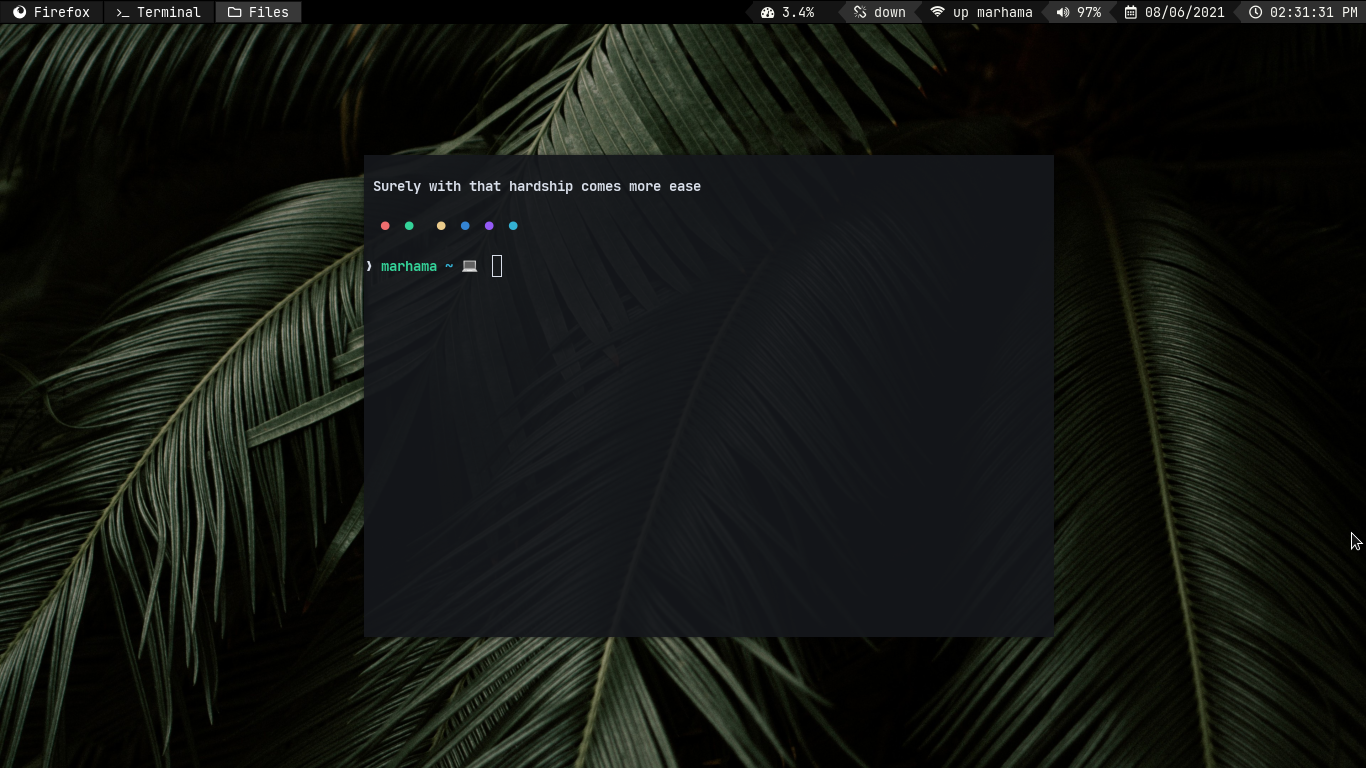 Firefox >_ Terminal Files 3.4% down up marhama 97% 08/06/2021 02:31:31 PM
Surely with that hardship comes more ease
❯ marhama ~ 💻